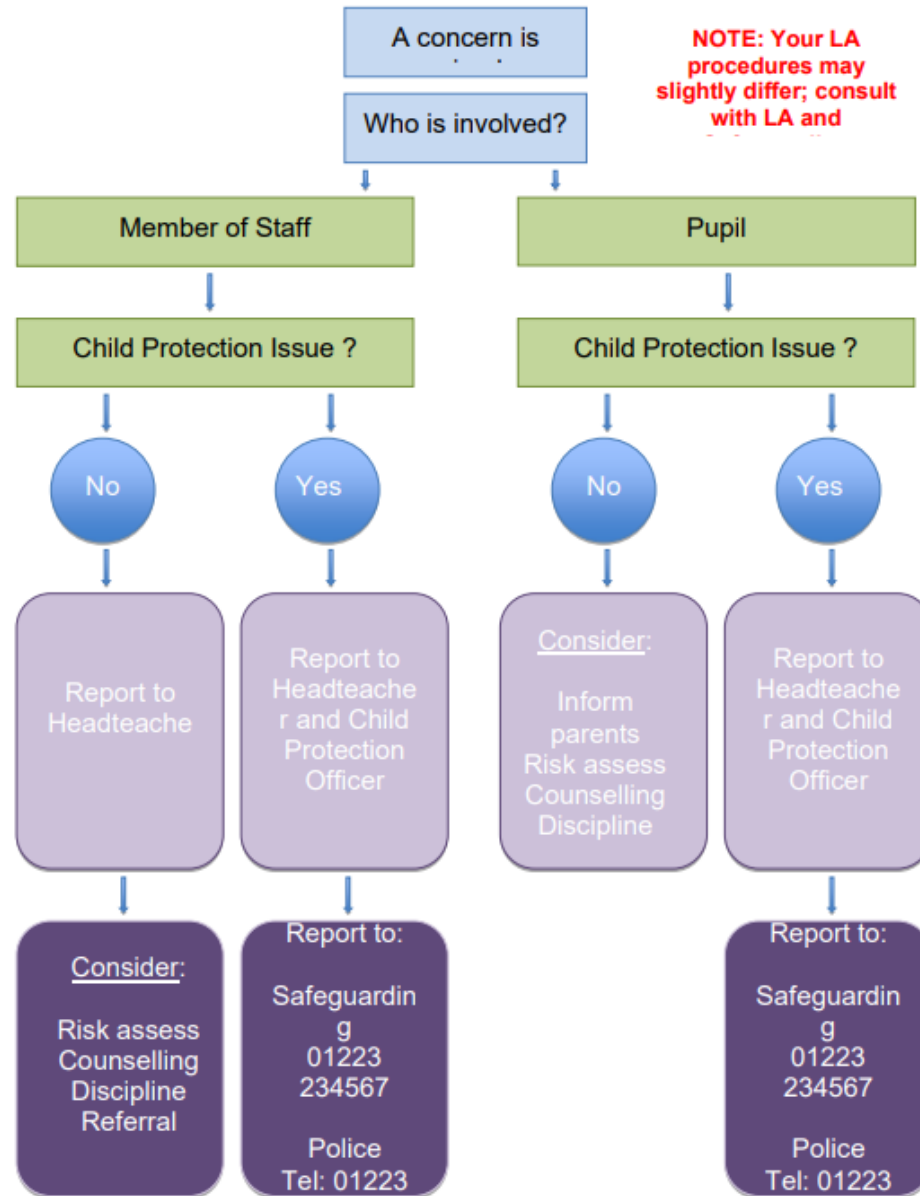 A concern is
NOTE: Your LA
procedures may
slightly differ; consult
with LA and
Who is involved?
Member of Staff
Pupil
Child Protection Issue ?
Child Protection Issue ?
No
Yes
No
Yes
Report to
Headteache
Report to
Headteache
r and Child
Protection
Officer
Consider:
Inform
parents
Risk assess
Counselling
Discipline
Report to
Headteache
r and Child
Protection
Officer
Consider:
Risk assess
Counselling
Discipline
Referral
Report to:
Safeguardin
g
01223
234567
Police
Tel: 01223
Report to:
Safeguardin
g
01223
234567
Police
Tel: 01223